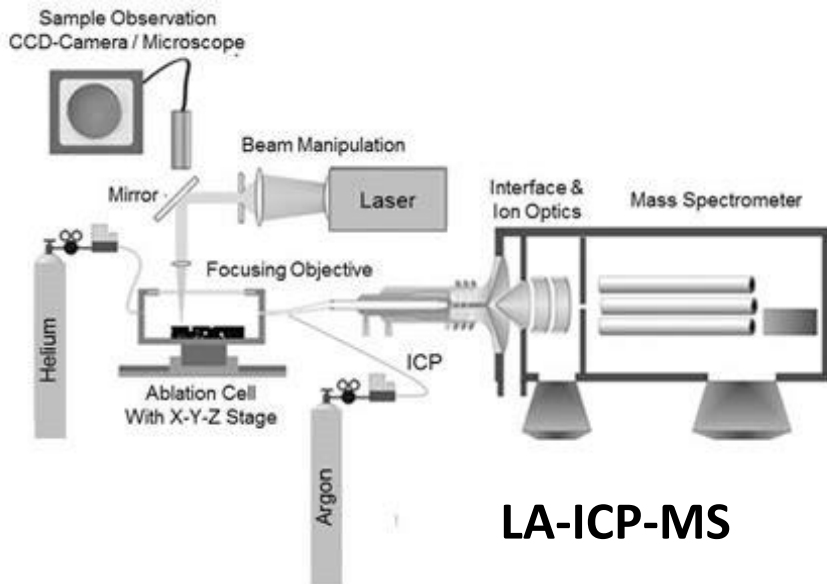 Sample Observation
CCD-Camera / Microscope
Beam Manipulation
Mirror
Laser
Interface &
Ion Optics
Mass Spectrometer
Focusing Objective
Helium
ICP
Ablation Cell
With X-Y-Z Stage
Argon
LA-ICP-MS